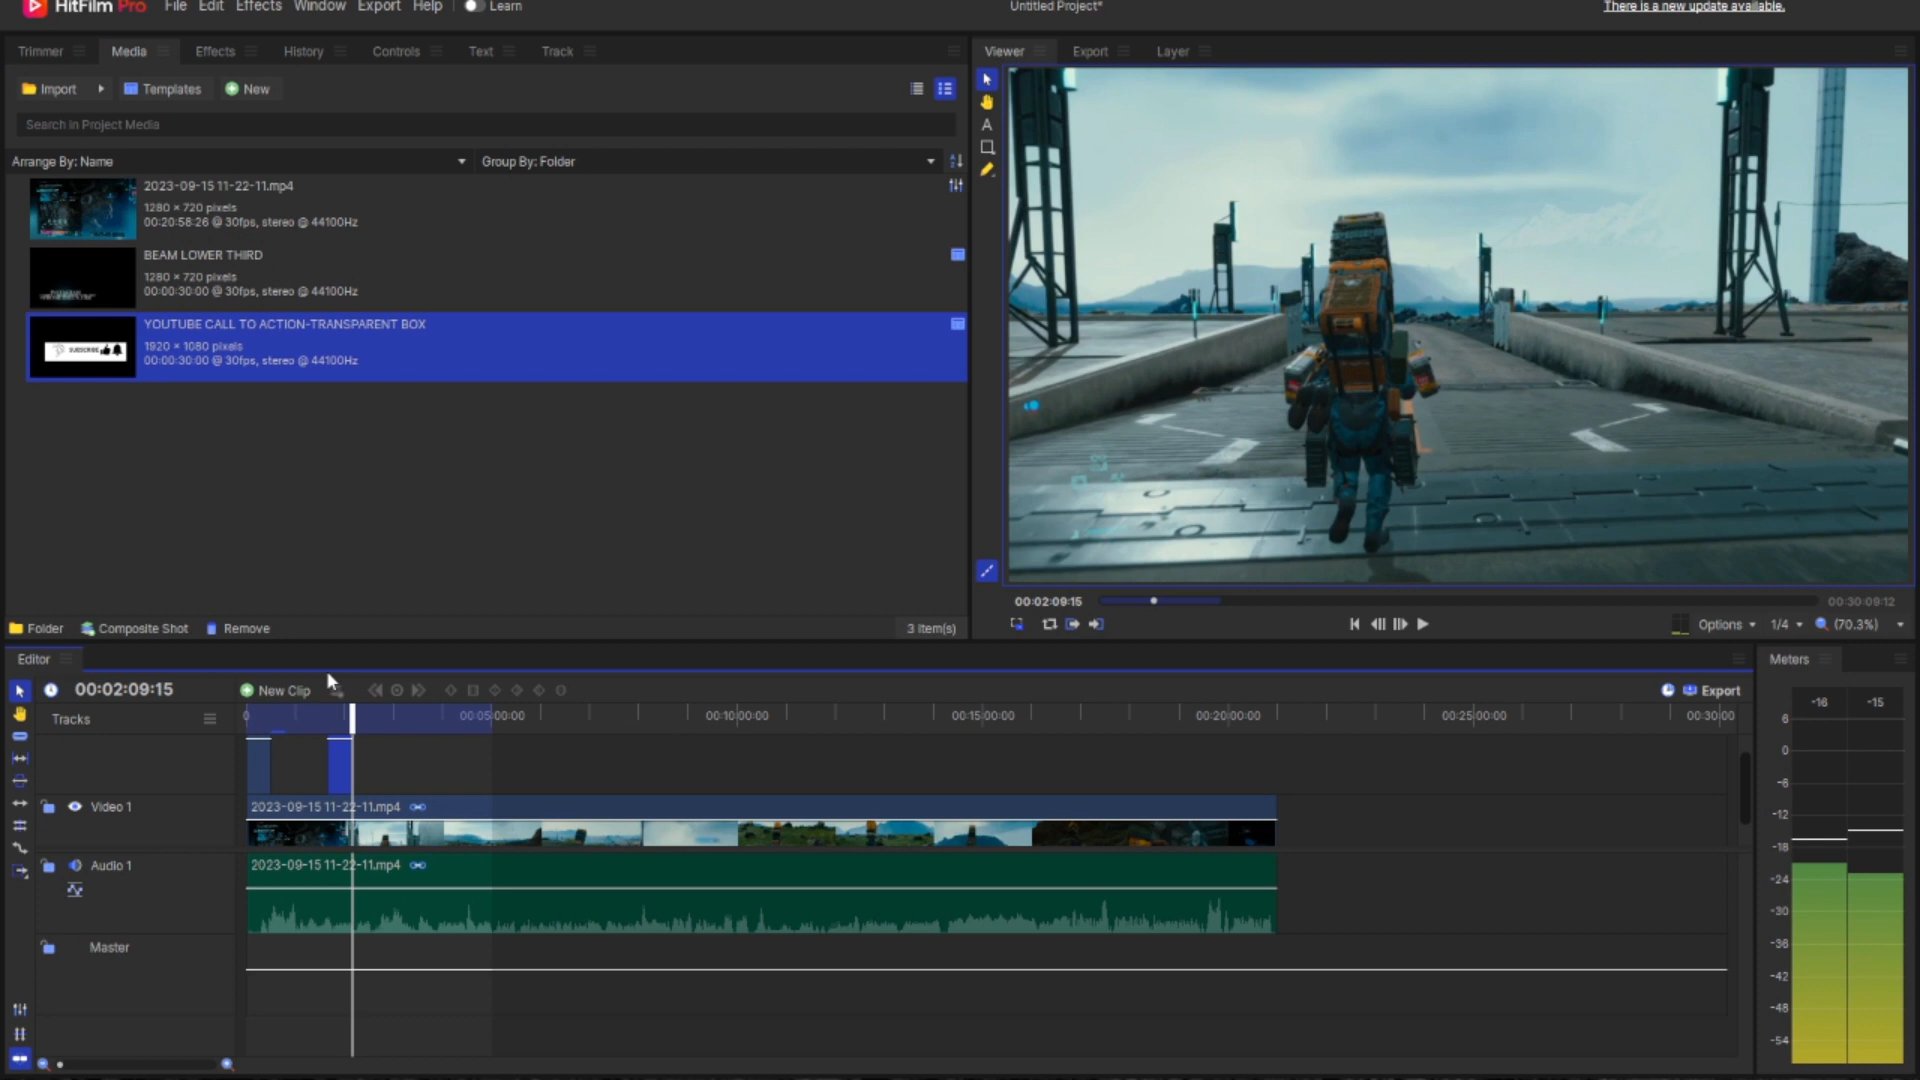 HitFilm Pro File Edit Effects Window Export Help Learn Untitled Project* There is a new update available.
Trimmer Media Effects History Controls Text Track
Viewer Export Layer
Import Templates New
Search in Project Media
Arrange By: Name Group By: Folder
2023-09-15 11-22-11.mp4
1280 × 720 pixels
00:20:58:26 @ 30fps, stereo @ 44100Hz
BEAM LOWER THIRD
1280 × 720 pixels
00:00:30:00 @ 30fps, stereo @ 44100Hz
YOUTUBE CALL TO ACTION-TRANSPARENT BOX
1920 × 1080 pixels
00:00:30:00 @ 30fps, stereo @ 44100Hz
SUBSCRIBE
A
00:02:09:15 00:30:09:12
Options 1/4 (70.3%)
Folder Composite Shot Remove 3 item(s)
Editor
Meters
00:02:09:15 New Clip Export
Tracks 0 00:05:00:00 00:10:00:00 00:15:00:00 00:20:00:00 00:25:00:00 00:30:00
Video 1 2023-09-15 11-22-11.mp4
Audio 1 2023-09-15 11-22-11.mp4
Master
-16 -15
6
0
-6
-12
-18
-24
-30
-36
-42
-48
-54